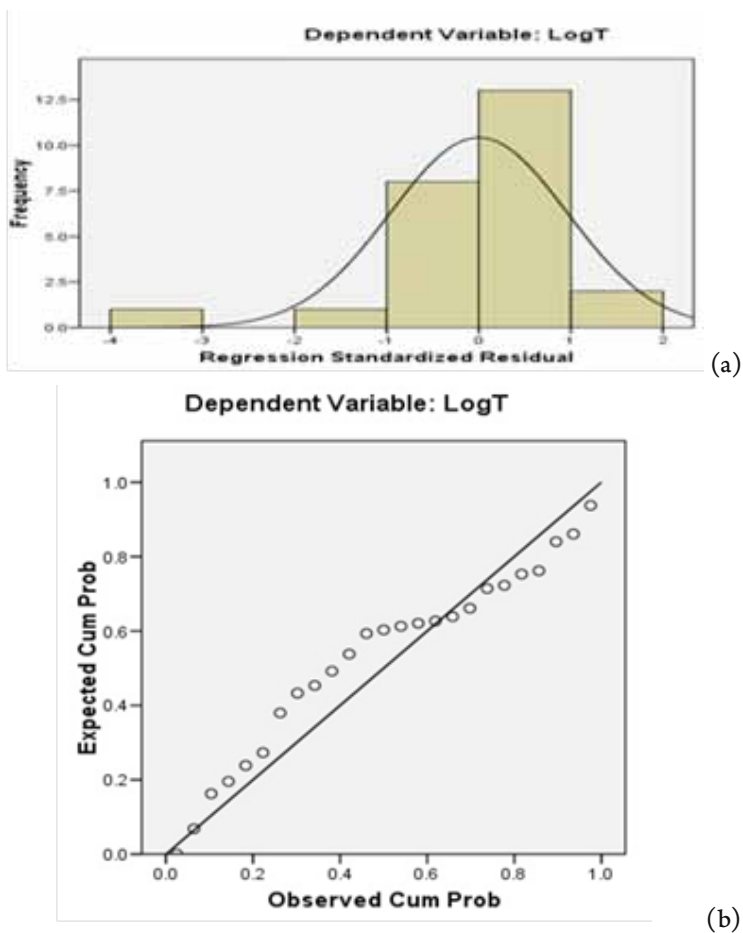 Dependent Variable: LogT
Frequency
12.5
10.0
7.5
5.0
2.5
0.0
-4 -3 -2 -1 0 1 2
Regression Standardized Residual
(a)
Dependent Variable: LogT
Expected Cum Prob
1.0
0.8
0.6
0.4
0.2
0.0
0.0 0.2 0.4 0.6 0.8 1.0
Observed Cum Prob
(b)